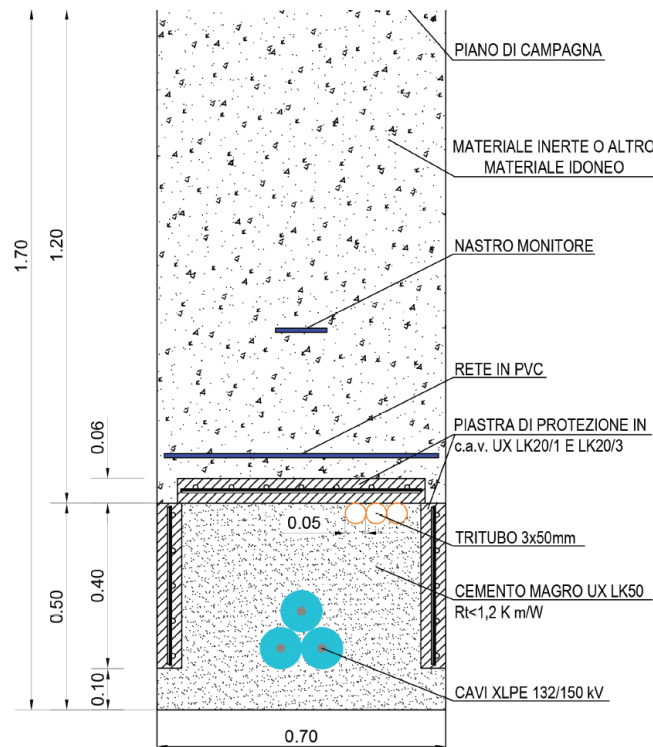 PIANO DI CAMPAGNA
MATERIALE INERTE O ALTRO
MATERIALE IDONEO
NASTRO MONITORE
RETE IN PVC
PIASTRA DI PROTEZIONE IN
c.a.v. UX LK20/1 E LK20/3
TRITUBO 3x50mm
CEMENTO MAGRO UX LK50
Rt<1,2 K m/W
CAVI XLPE 132/150 kV
1.70
1.20
0.06
0.50
0.40
0.10
0.05
0.70